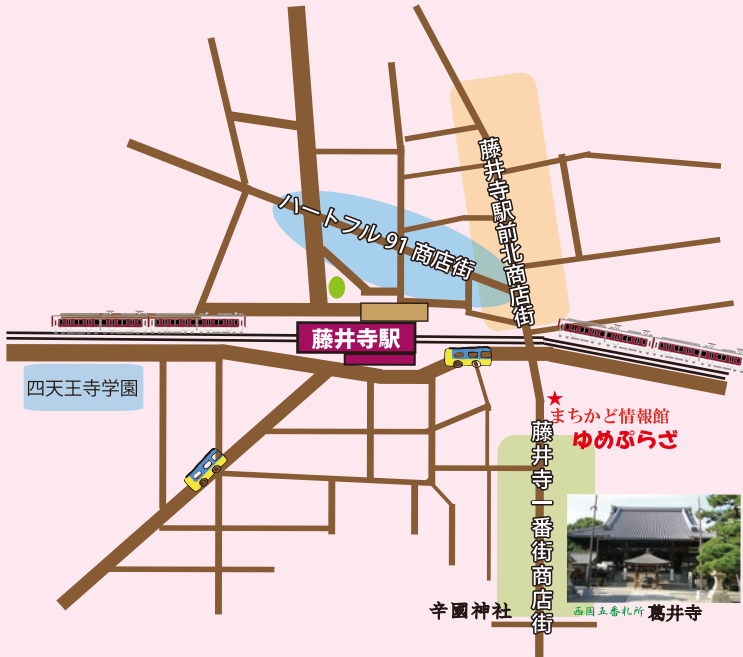 藤井寺駅前北商店街
ハートフル91商店街
藤井寺駅
四天王寺学園
まちかど情報館
ゆめぷらざ
藤井寺一番街商店街
辛國神社
西国五番札所
葛井寺